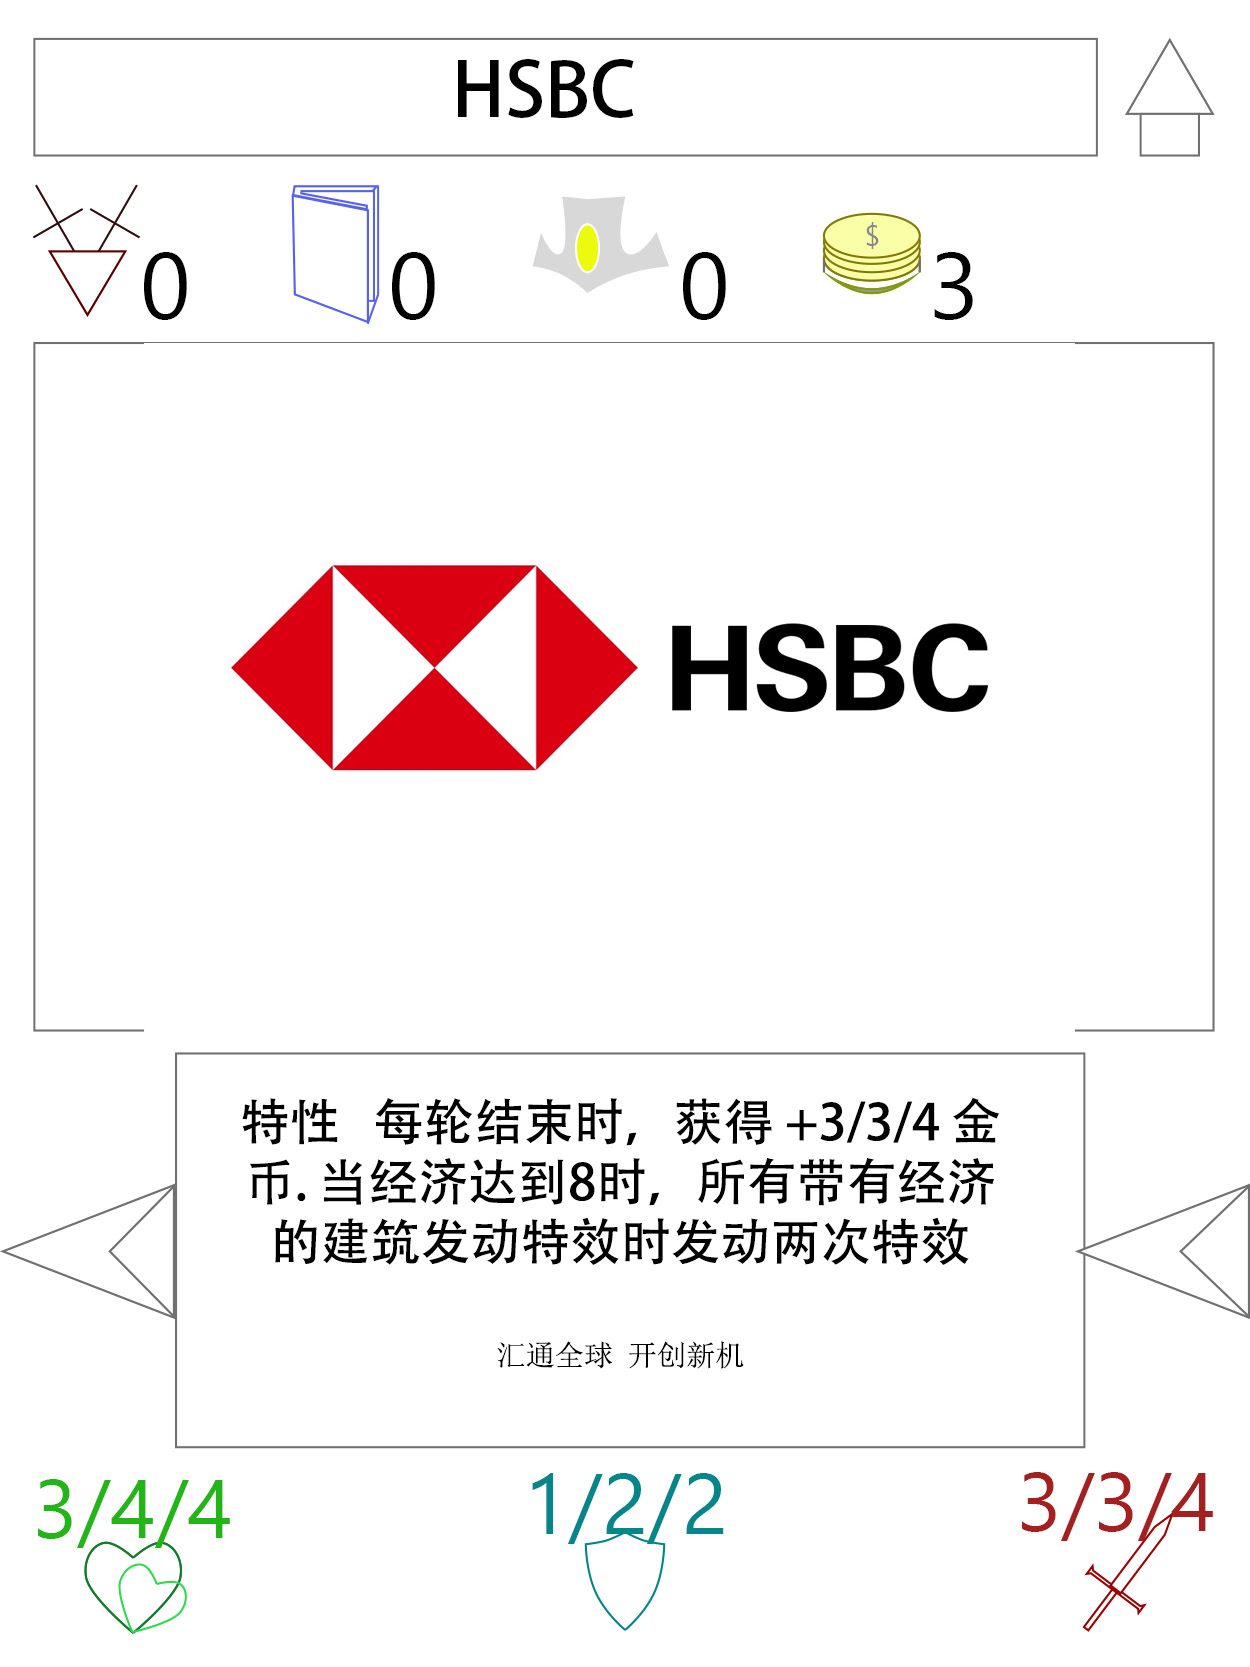 HSBC
0 0 0 $ 3
HSBC
特性 每轮结束时, 获得 +3/3/4 金
币. 当经济达到8时, 所有带有经济
的建筑发动特效时发动两次特效
汇通全球 开创新机
3/4/4 1/2/2 3/3/4